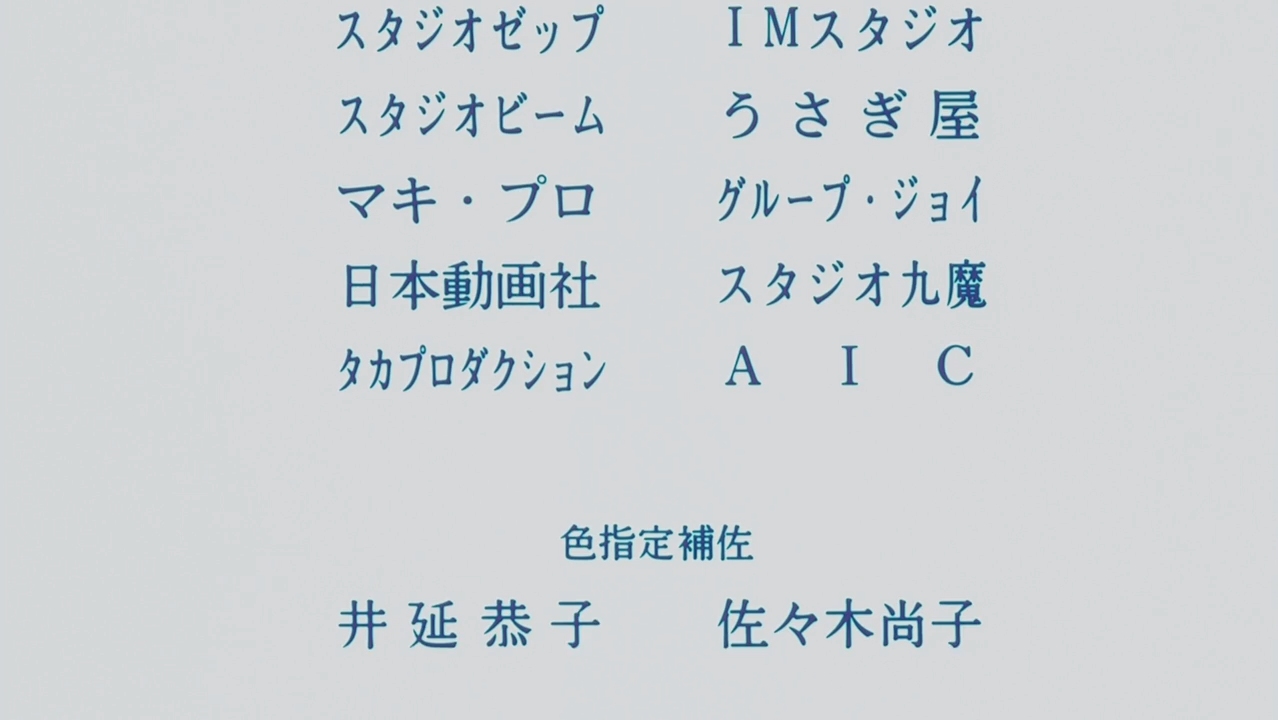 スタジオゼップ ＩＭスタジオ
スタジオビーム うさぎ屋
マキ・プロ グループ・ジョイ
日本動画社 スタジオ九魔
タカプロダクション ＡＩＣ
色指定補佐
井延恭子 佐々木尚子